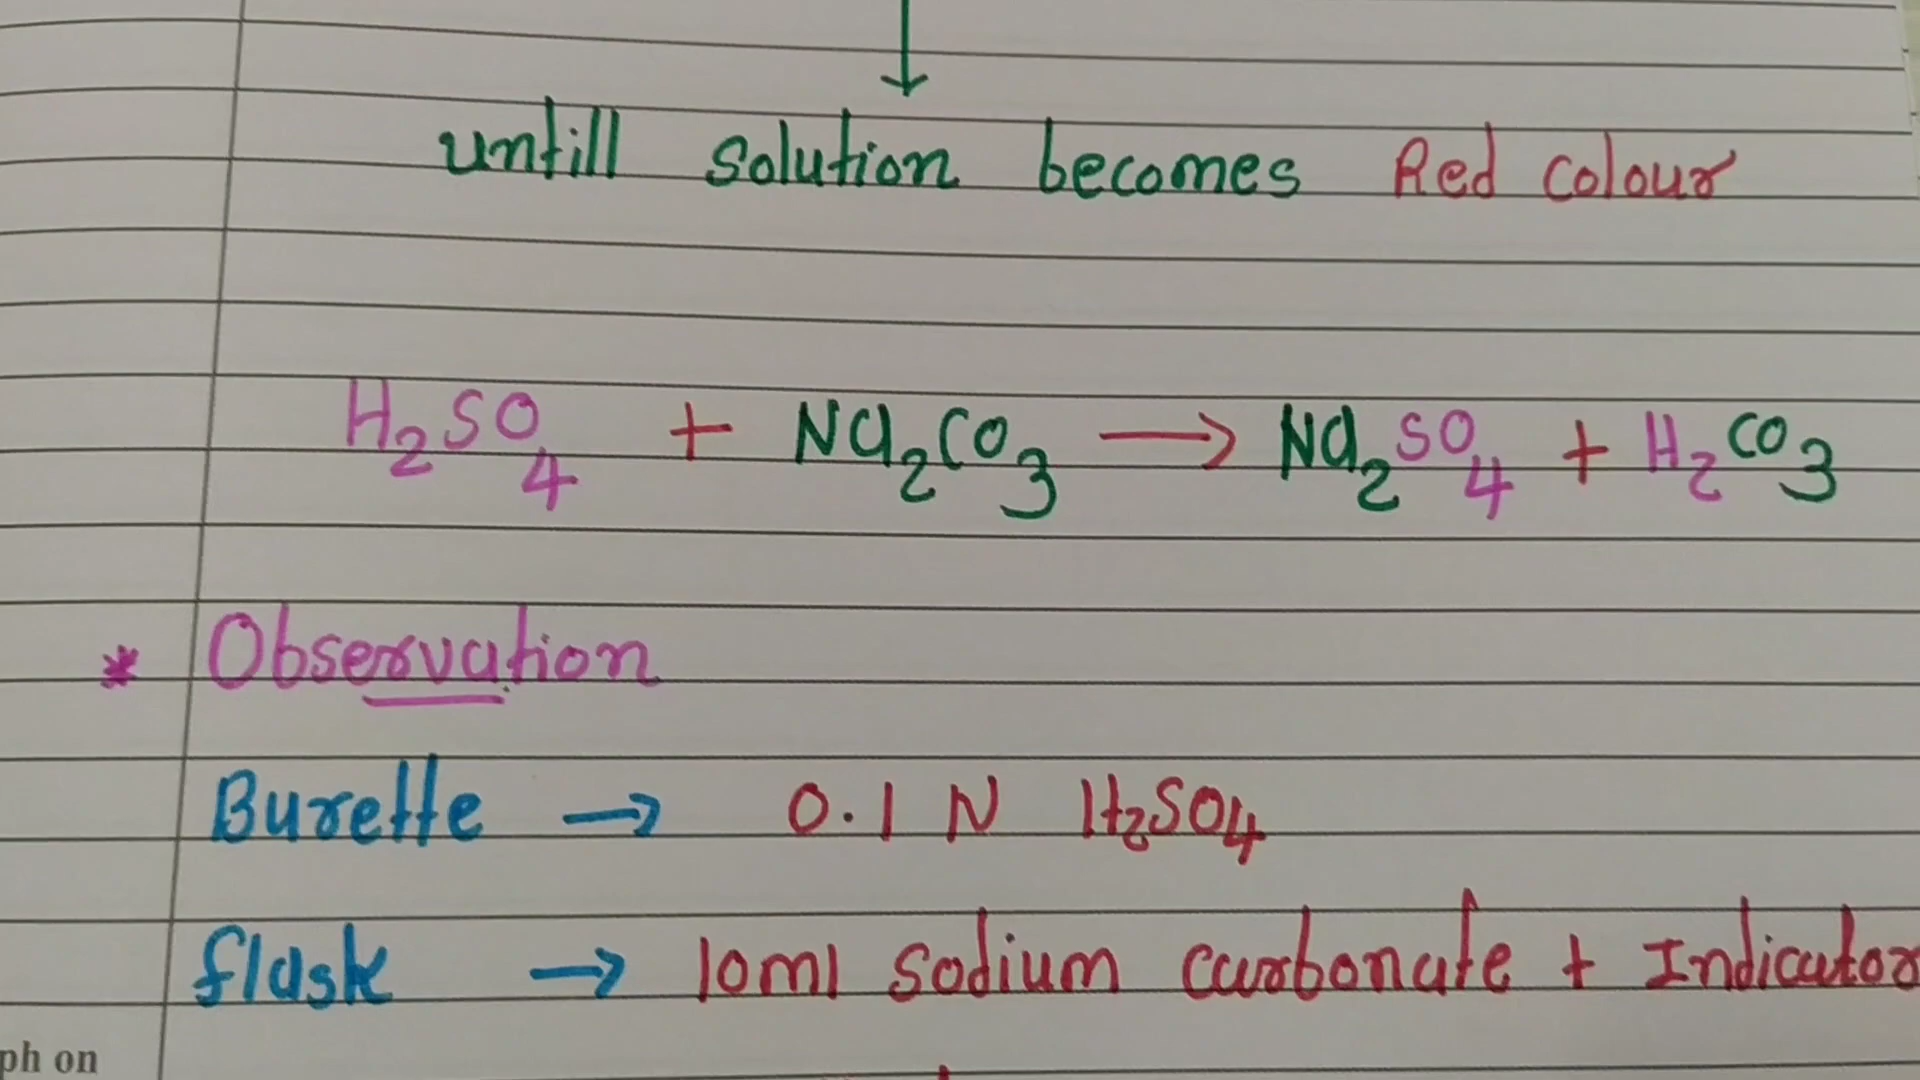 untill solution becomes Red colour
H₂SO₄ + Na₂CO₃ → Na₂SO₄ + H₂CO₃
* Observation
Burette → 0.1 N H₂SO₄
flask → 10ml sodium carbonate + Indicator
ph on